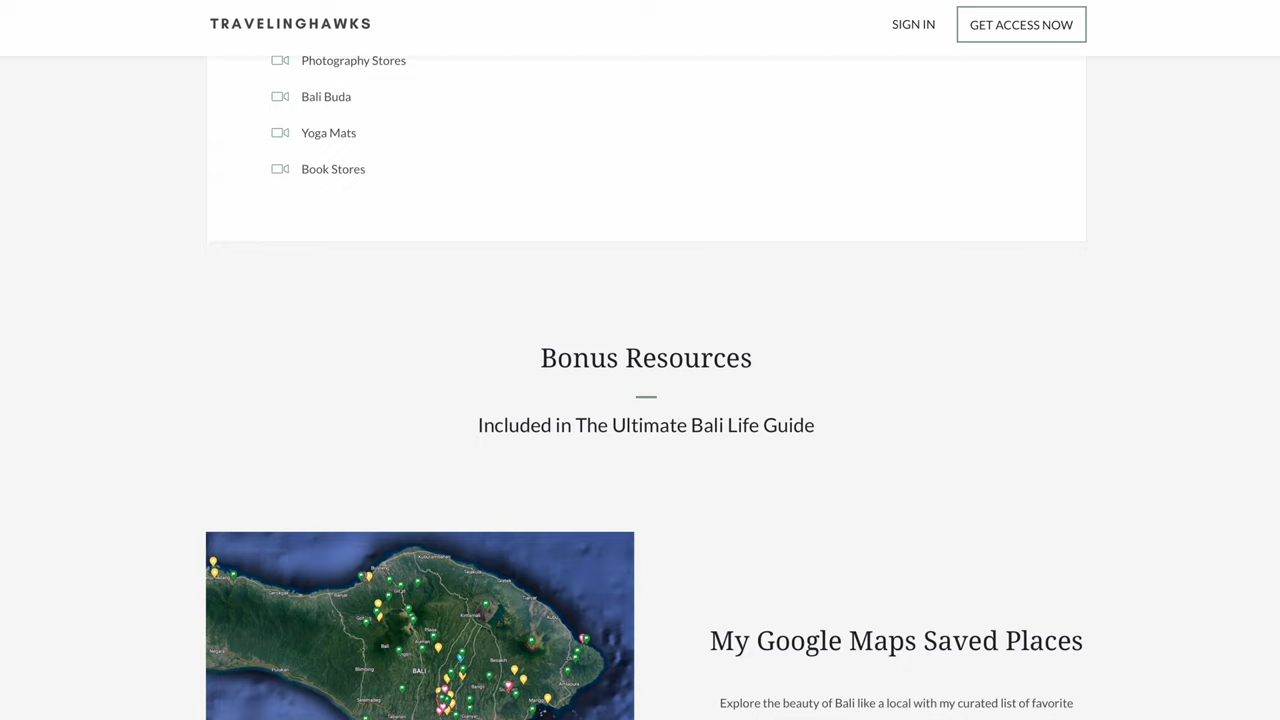 TRAVELINGHAWKS
SIGN IN
GET ACCESS NOW
Photography Stores
Bali Buda
Yoga Mats
Book Stores
Bonus Resources
Included in The Ultimate Bali Life Guide
BALI
My Google Maps Saved Places
Explore the beauty of Bali like a local with my curated list of favorite